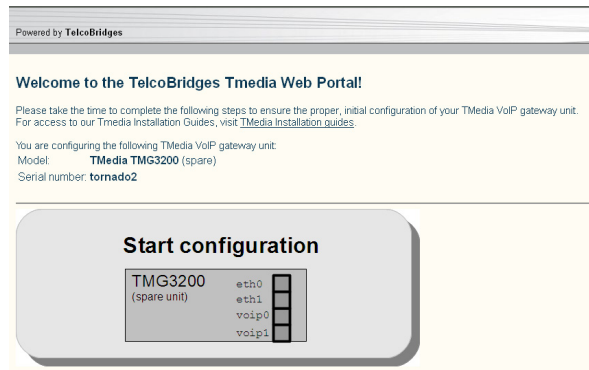 Powered by TelcoBridges
Welcome to the TelcoBridges Tmedia Web Portal!
Please take the time to complete the following steps to ensure the proper, initial configuration of your TMedia VoIP gateway unit.
For access to our Tmedia Installation Guides, visit TMedia Installation guides.
You are configuring the following TMedia VoIP gateway unit:
Model: TMedia TMG3200 (spare)
Serial number: tornado2
Start configuration
TMG3200
(spare unit)
eth0
eth1
voip0
voip1